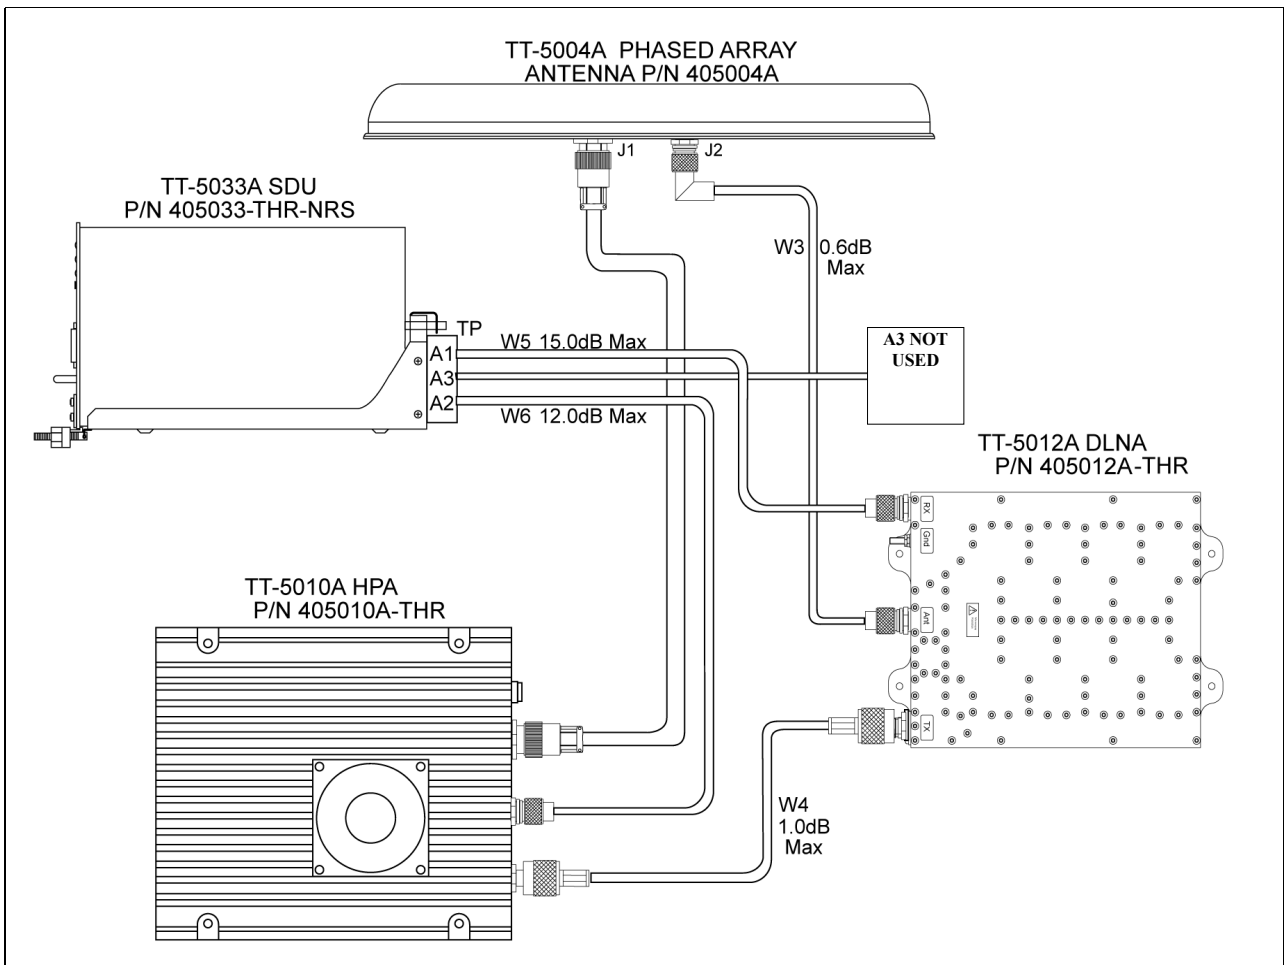 TT-5004A PHASED ARRAY
ANTENNA P/N 405004A
J1
J2
TT-5033A SDU
P/N 405033-THR-NRS
W3 0.6dB
Max
TP
W5 15.0dB Max
A1
A3
A2
W6 12.0dB Max
A3 NOT
USED
TT-5012A DLNA
P/N 405012A-THR
RX
Gnd
Ant
TX
TT-5010A HPA
P/N 405010A-THR
W4
1.0dB
Max